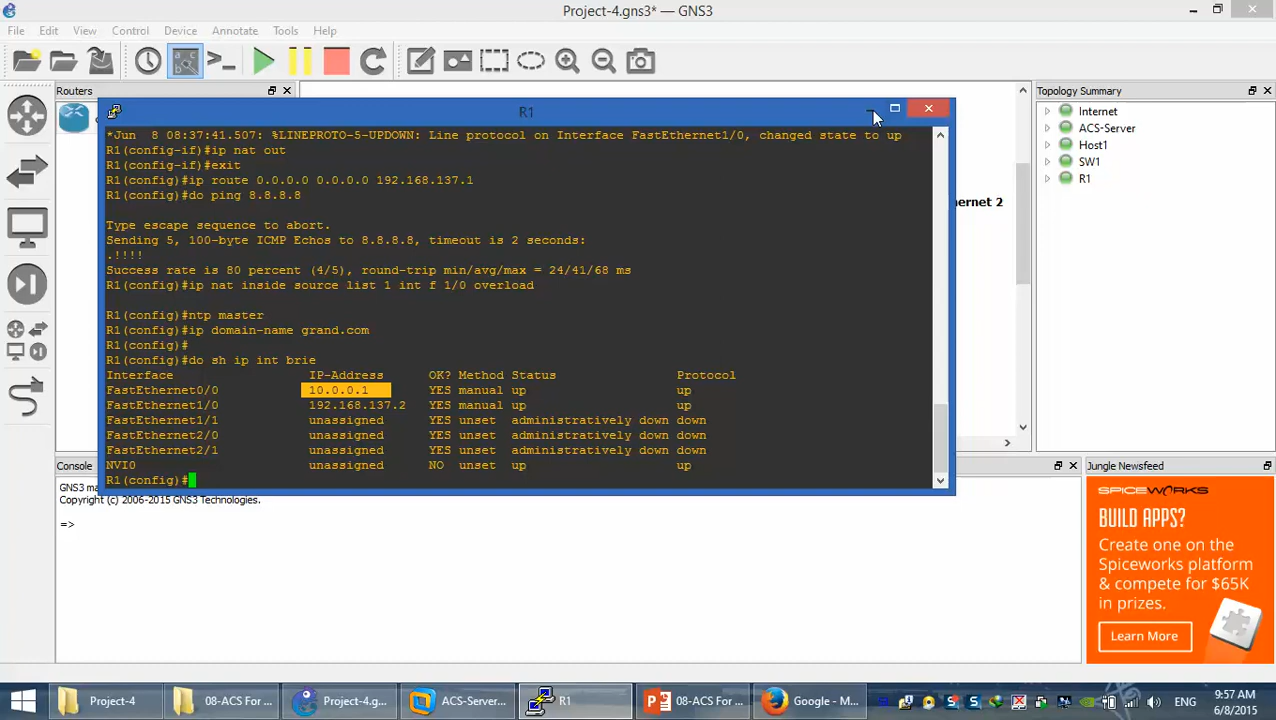 Project-4.gns3* — GNS3
File Edit View Control Device Annotate Tools Help
Routers
Topology Summary
R1
Internet
ACS-Server
Host1
SW1
R1
ernet 2
*Jun  8 08:37:41.507: %LINEPROTO-5-UPDOWN: Line protocol on Interface FastEthernet1/0, changed state to up
R1(config-if)#ip nat out
R1(config-if)#exit
R1(config)#ip route 0.0.0.0 0.0.0.0 192.168.137.1
R1(config)#do ping 8.8.8.8
Type escape sequence to abort.
Sending 5, 100-byte ICMP Echos to 8.8.8.8, timeout is 2 seconds:
.!!!!
Success rate is 80 percent (4/5), round-trip min/avg/max = 24/41/68 ms
R1(config)#ip nat inside source list 1 int f 1/0 overload
R1(config)#ntp master
R1(config)#ip domain-name grand.com
R1(config)#
R1(config)#do sh ip int brie
Interface IP-Address OK? Method Status Protocol
FastEthernet0/0 10.0.0.1 YES manual up up
FastEthernet1/0 192.168.137.2 YES manual up up
FastEthernet1/1 unassigned YES unset administratively down down
FastEthernet2/0 unassigned YES unset administratively down down
FastEthernet2/1 unassigned YES unset administratively down down
NVI0 unassigned NO unset up up
R1(config)#
Console
GNS3 ma
Copyright (c) 2006-2015 GNS3 Technologies.
=>
Jungle Newsfeed
SPICEWORKS
BUILD APPS?
Create one on the
Spiceworks platform
& compete for $65K
in prizes.
Learn More
Project-4
08-ACS For ...
Project-4.g...
ACS-Server...
R1
08-ACS For ...
Google - M...
ENG
9:57 AM
6/8/2015